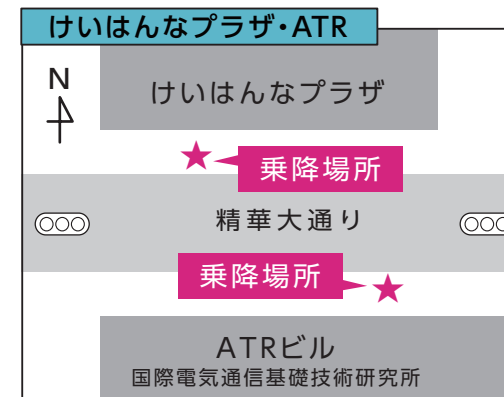 けいはんなプラザ・ATR
N
けいはんなプラザ
乗降場所
精華大通り
乗降場所
ATRビル
国際電気通信基礎技術研究所